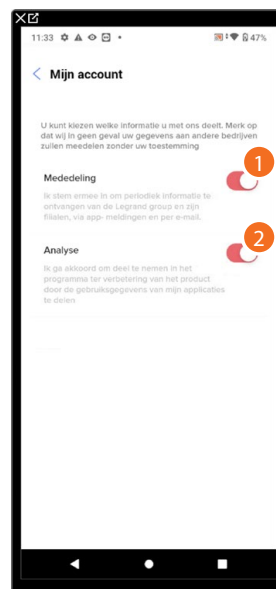 11:33
47%
Mijn account
U kunt kiezen welke informatie u met ons deelt. Merk op
dat wij in geen geval uw gegevens aan andere bedrijven
zullen meedelen zonder uw toestemming
1
Mededeling
Ik stem ermee in om periodiek informatie te
ontvangen van de Legrand group en zijn
filialen, via app- meldingen en per e-mail.
2
Analyse
Ik ga akkoord om deel te nemen in het
programma ter verbetering van het product
door de gebruiksgegevens van mijn applicaties
te delen